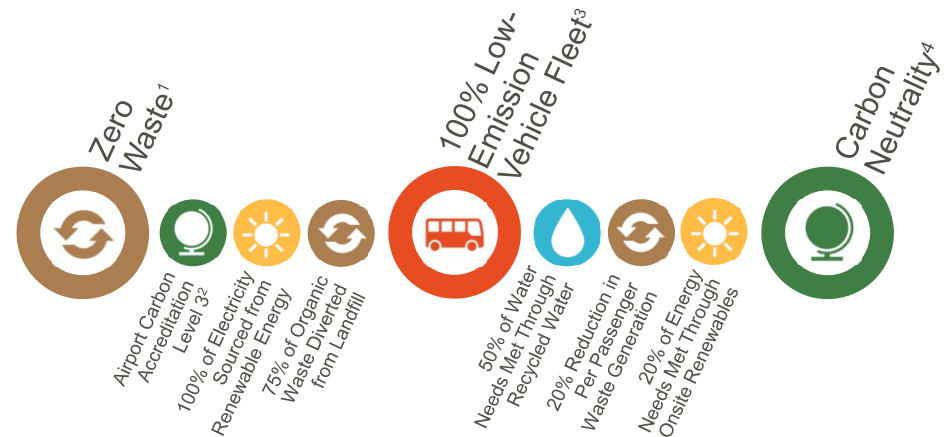 Zero
Waste¹
Airport Carbon
Accreditation
Level 3²
100% of Electricity
Sourced from
Renewable Energy
75% of Organic
Waste Diverted
from Landfill
100% Low-
Emission
Vehicle Fleet³
50% of Water
Needs Met Through
Recycled Water
20% Reduction in
Per Passenger
Waste Generation
20% of Energy
Needs Met Through
Onsite Renewables
Carbon
Neutrality⁴